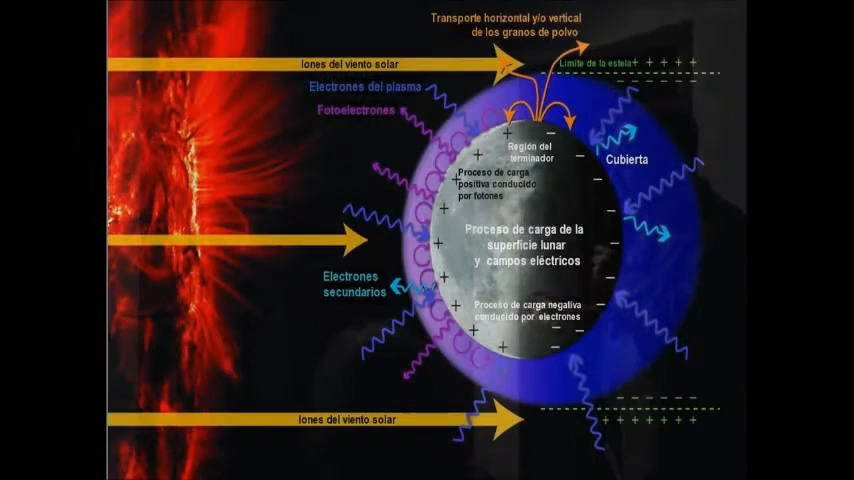 Transporte horizontal y/o vertical
de los granos de polvo
Iones del viento solar
Límite de la estela + + + + +
Electrones del plasma
Fotoelectrones
Región del
terminador
Cubierta
Proceso de carga
positiva conducido
por fotones
Proceso de carga de la
superficie lunar
y campos eléctricos
Electrones
secundarios
Proceso de carga negativa
conducido por electrones
Iones del viento solar
+ + + + + + +